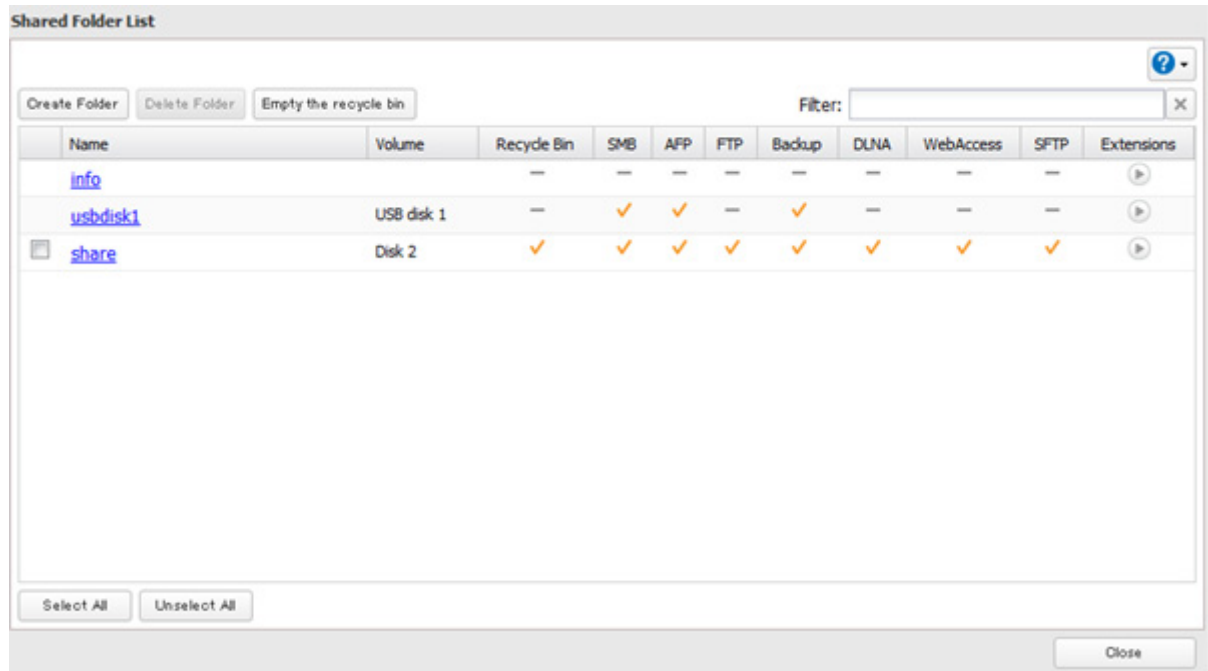 Shared Folder List
?
Create Folder Delete Folder Empty the recycle bin Filter:
Name Volume Recycle Bin SMB AFP FTP Backup DLNA WebAccess SFTP Extensions
info
usbdisk1 USB disk 1
share Disk 2
Select All Unselect All
Close